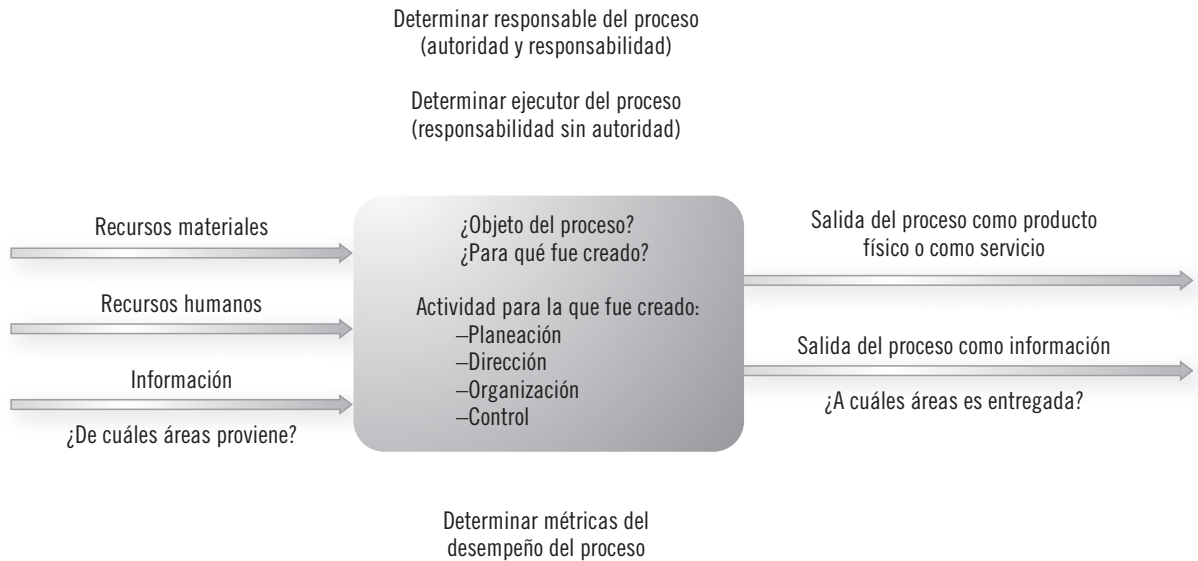 Determinar responsable del proceso
(autoridad y responsabilidad)
Determinar ejecutor del proceso
(responsabilidad sin autoridad)
Recursos materiales
Recursos humanos
Información
¿De cuáles áreas proviene?
¿Objeto del proceso?
¿Para qué fue creado?
Actividad para la que fue creado:
–Planeación
–Dirección
–Organización
–Control
Salida del proceso como producto
físico o como servicio
Salida del proceso como información
¿A cuáles áreas es entregada?
Determinar métricas del
desempeño del proceso